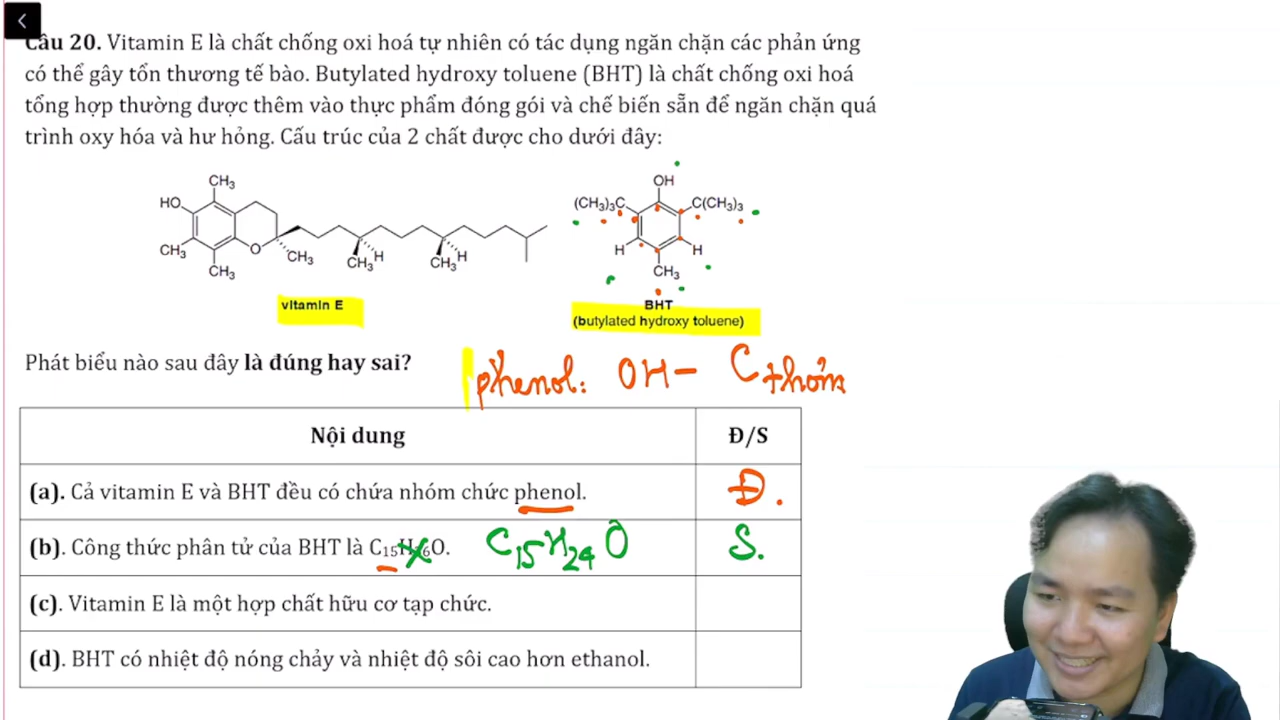 Câu 20. Vitamin E là chất chống oxi hoá tự nhiên có tác dụng ngăn chặn các phản ứng
có thể gây tổn thương tế bào. Butylated hydroxy toluene (BHT) là chất chống oxi hoá
tổng hợp thường được thêm vào thực phẩm đóng gói và chế biến sẵn để ngăn chặn quá
trình oxy hóa và hư hỏng. Cấu trúc của 2 chất được cho dưới đây:
CH₃
HO
O
CH₃
CH₃
CH₃
CH₃
H
CH₃
H
vitamin E
OH
(CH₃)₃C
C(CH₃)₃
H
H
CH₃
BHT
(butylated hydroxy toluene)
Phát biểu nào sau đây là đúng hay sai?
phenol: OH – C thơm
Nội dung Đ/S
(a). Cả vitamin E và BHT đều có chứa nhóm chức phenol. Đ.
(b). Công thức phân tử của BHT là C₁₅H₁₆O. C₁₅H₂₄O S.
(c). Vitamin E là một hợp chất hữu cơ tạp chức.
(d). BHT có nhiệt độ nóng chảy và nhiệt độ sôi cao hơn ethanol.